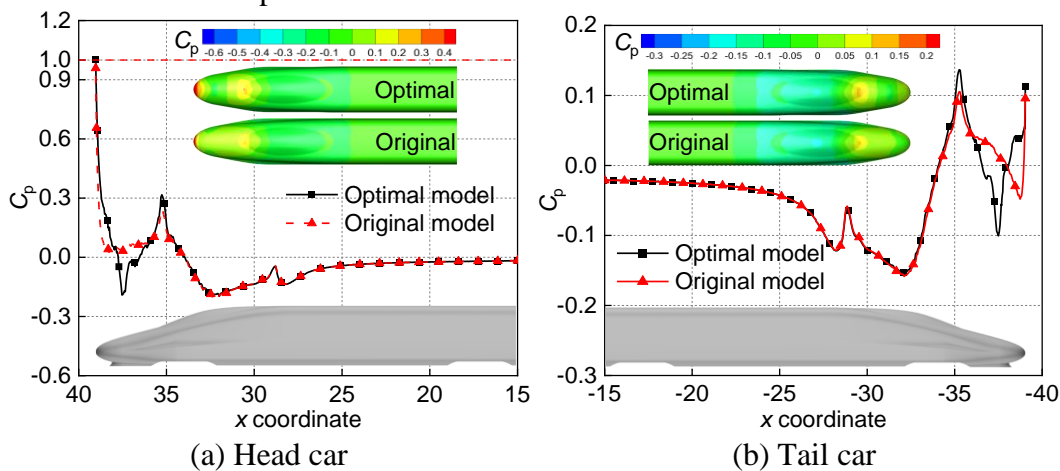 1.2
1.0
0.9
0.6
0.3
0.0
-0.3
-0.6
Cp
Cp
-0.6 -0.5 -0.4 -0.3 -0.2 -0.1 0 0.1 0.2 0.3 0.4
Optimal
Original
Optimal model
Original model
40 35 30 25 20 15
x coordinate
(a) Head car
0.2
0.1
0.0
-0.1
-0.2
-0.3
Cp
Cp
-0.3 -0.25 -0.2 -0.15 -0.1 -0.05 0 0.05 0.1 0.15 0.2
Optimal
Original
Optimal model
Original model
-15 -20 -25 -30 -35 -40
x coordinate
(b) Tail car